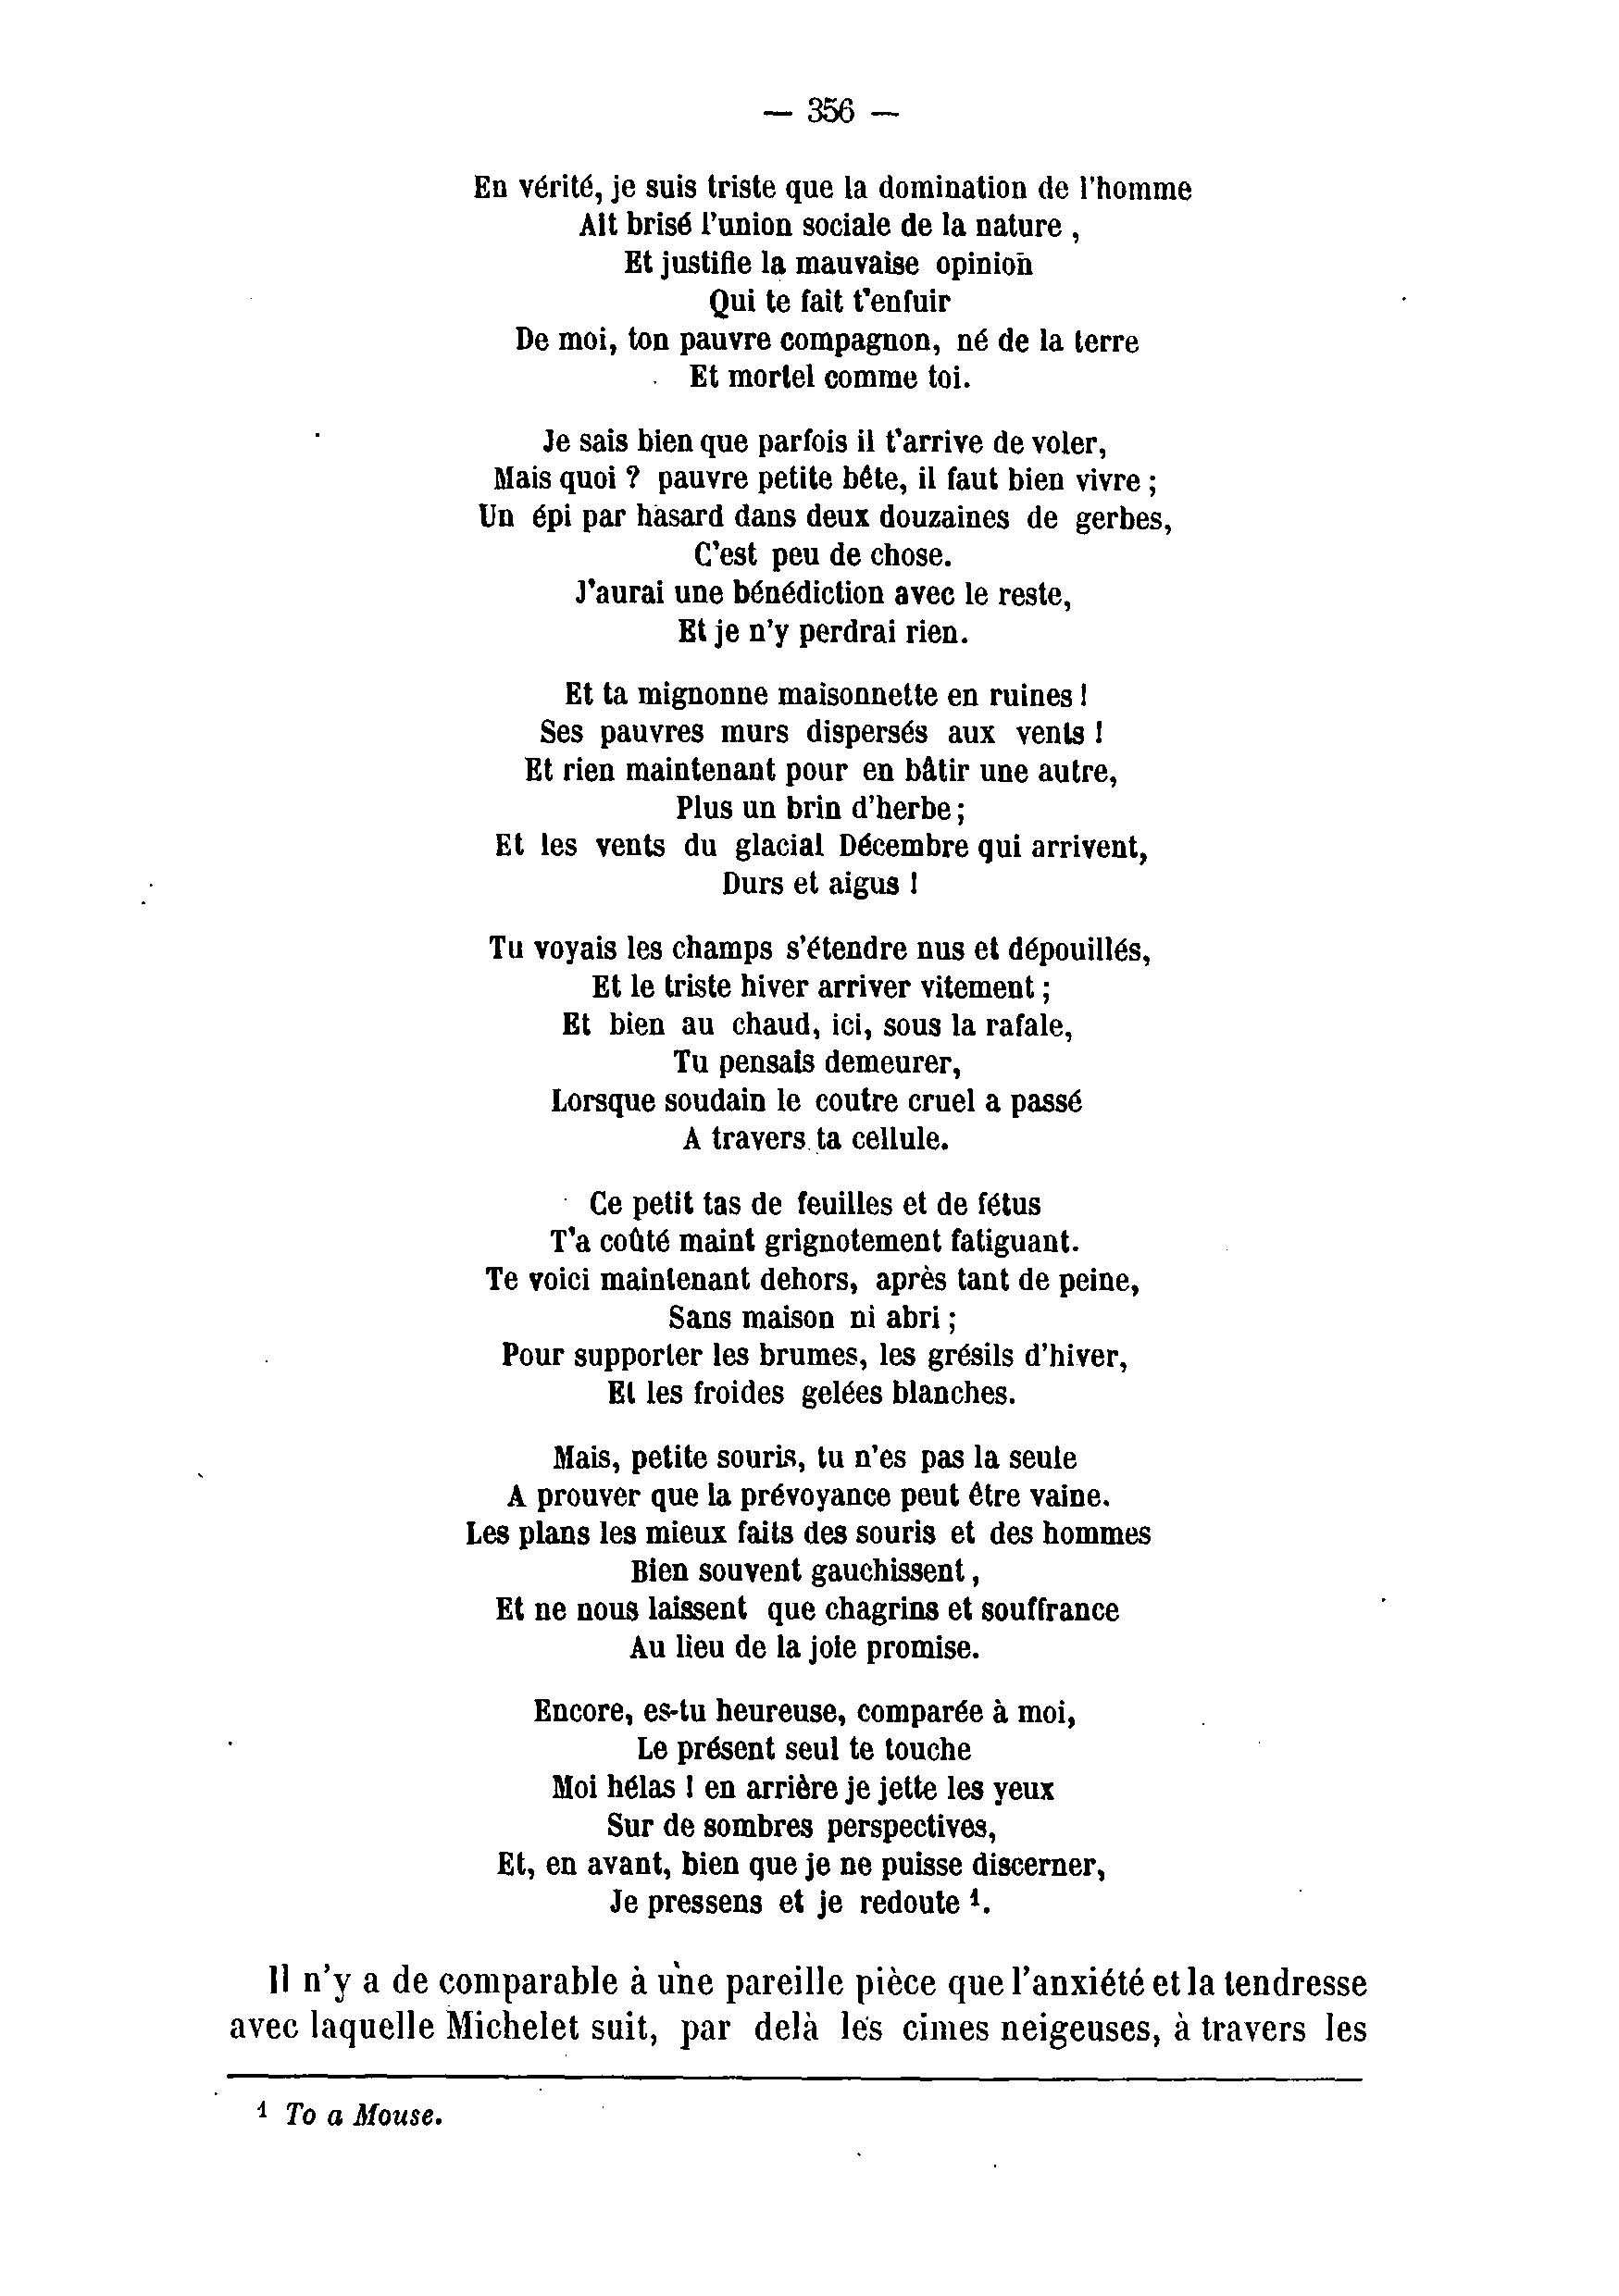 — 356 —
En vérité, je suis triste que la domination de l'homme
Ait brisé l'union sociale de la nature ,
Et justifie la mauvaise opinion
Qui te fait t'enfuir
De moi, ton pauvre compagnon, né de la terre
Et mortel comme toi.
Je sais bien que parfois il t'arrive de voler,
Mais quoi ? pauvre petite bête, il faut bien vivre ;
Un épi par hasard dans deux douzaines de gerbes,
C'est peu de chose.
J'aurai une bénédiction avec le reste,
Et je n'y perdrai rien.
Et ta mignonne maisonnette en ruines !
Ses pauvres murs dispersés aux vents !
Et rien maintenant pour en bâtir une autre,
Plus un brin d'herbe ;
Et les vents du glacial Décembre qui arrivent,
Durs et aigus !
Tu voyais les champs s'étendre nus et dépouillés,
Et le triste hiver arriver vitement ;
Et bien au chaud, ici, sous la rafale,
Tu pensais demeurer,
Lorsque soudain le coutre cruel a passé
A travers ta cellule.
Ce petit tas de feuilles et de fétus
T'a coûté maint grignotement fatiguant.
Te voici maintenant dehors, après tant de peine,
Sans maison ni abri ;
Pour supporter les brumes, les grésils d'hiver,
Et les froides gelées blanches.
Mais, petite souris, tu n'es pas la seule
A prouver que la prévoyance peut être vaine.
Les plans les mieux faits des souris et des hommes
Bien souvent gauchissent ,
Et ne nous laissent que chagrins et souffrance
Au lieu de la joie promise.
Encore, es-tu heureuse, comparée à moi,
Le présent seul te touche
Moi hélas ! en arrière je jette les yeux
Sur de sombres perspectives,
Et, en avant, bien que je ne puisse discerner,
Je pressens et je redoute ¹.
Il n'y a de comparable à une pareille pièce que l'anxiété et la tendresse
avec laquelle Michelet suit, par delà les cimes neigeuses, à travers les
¹ To a Mouse.